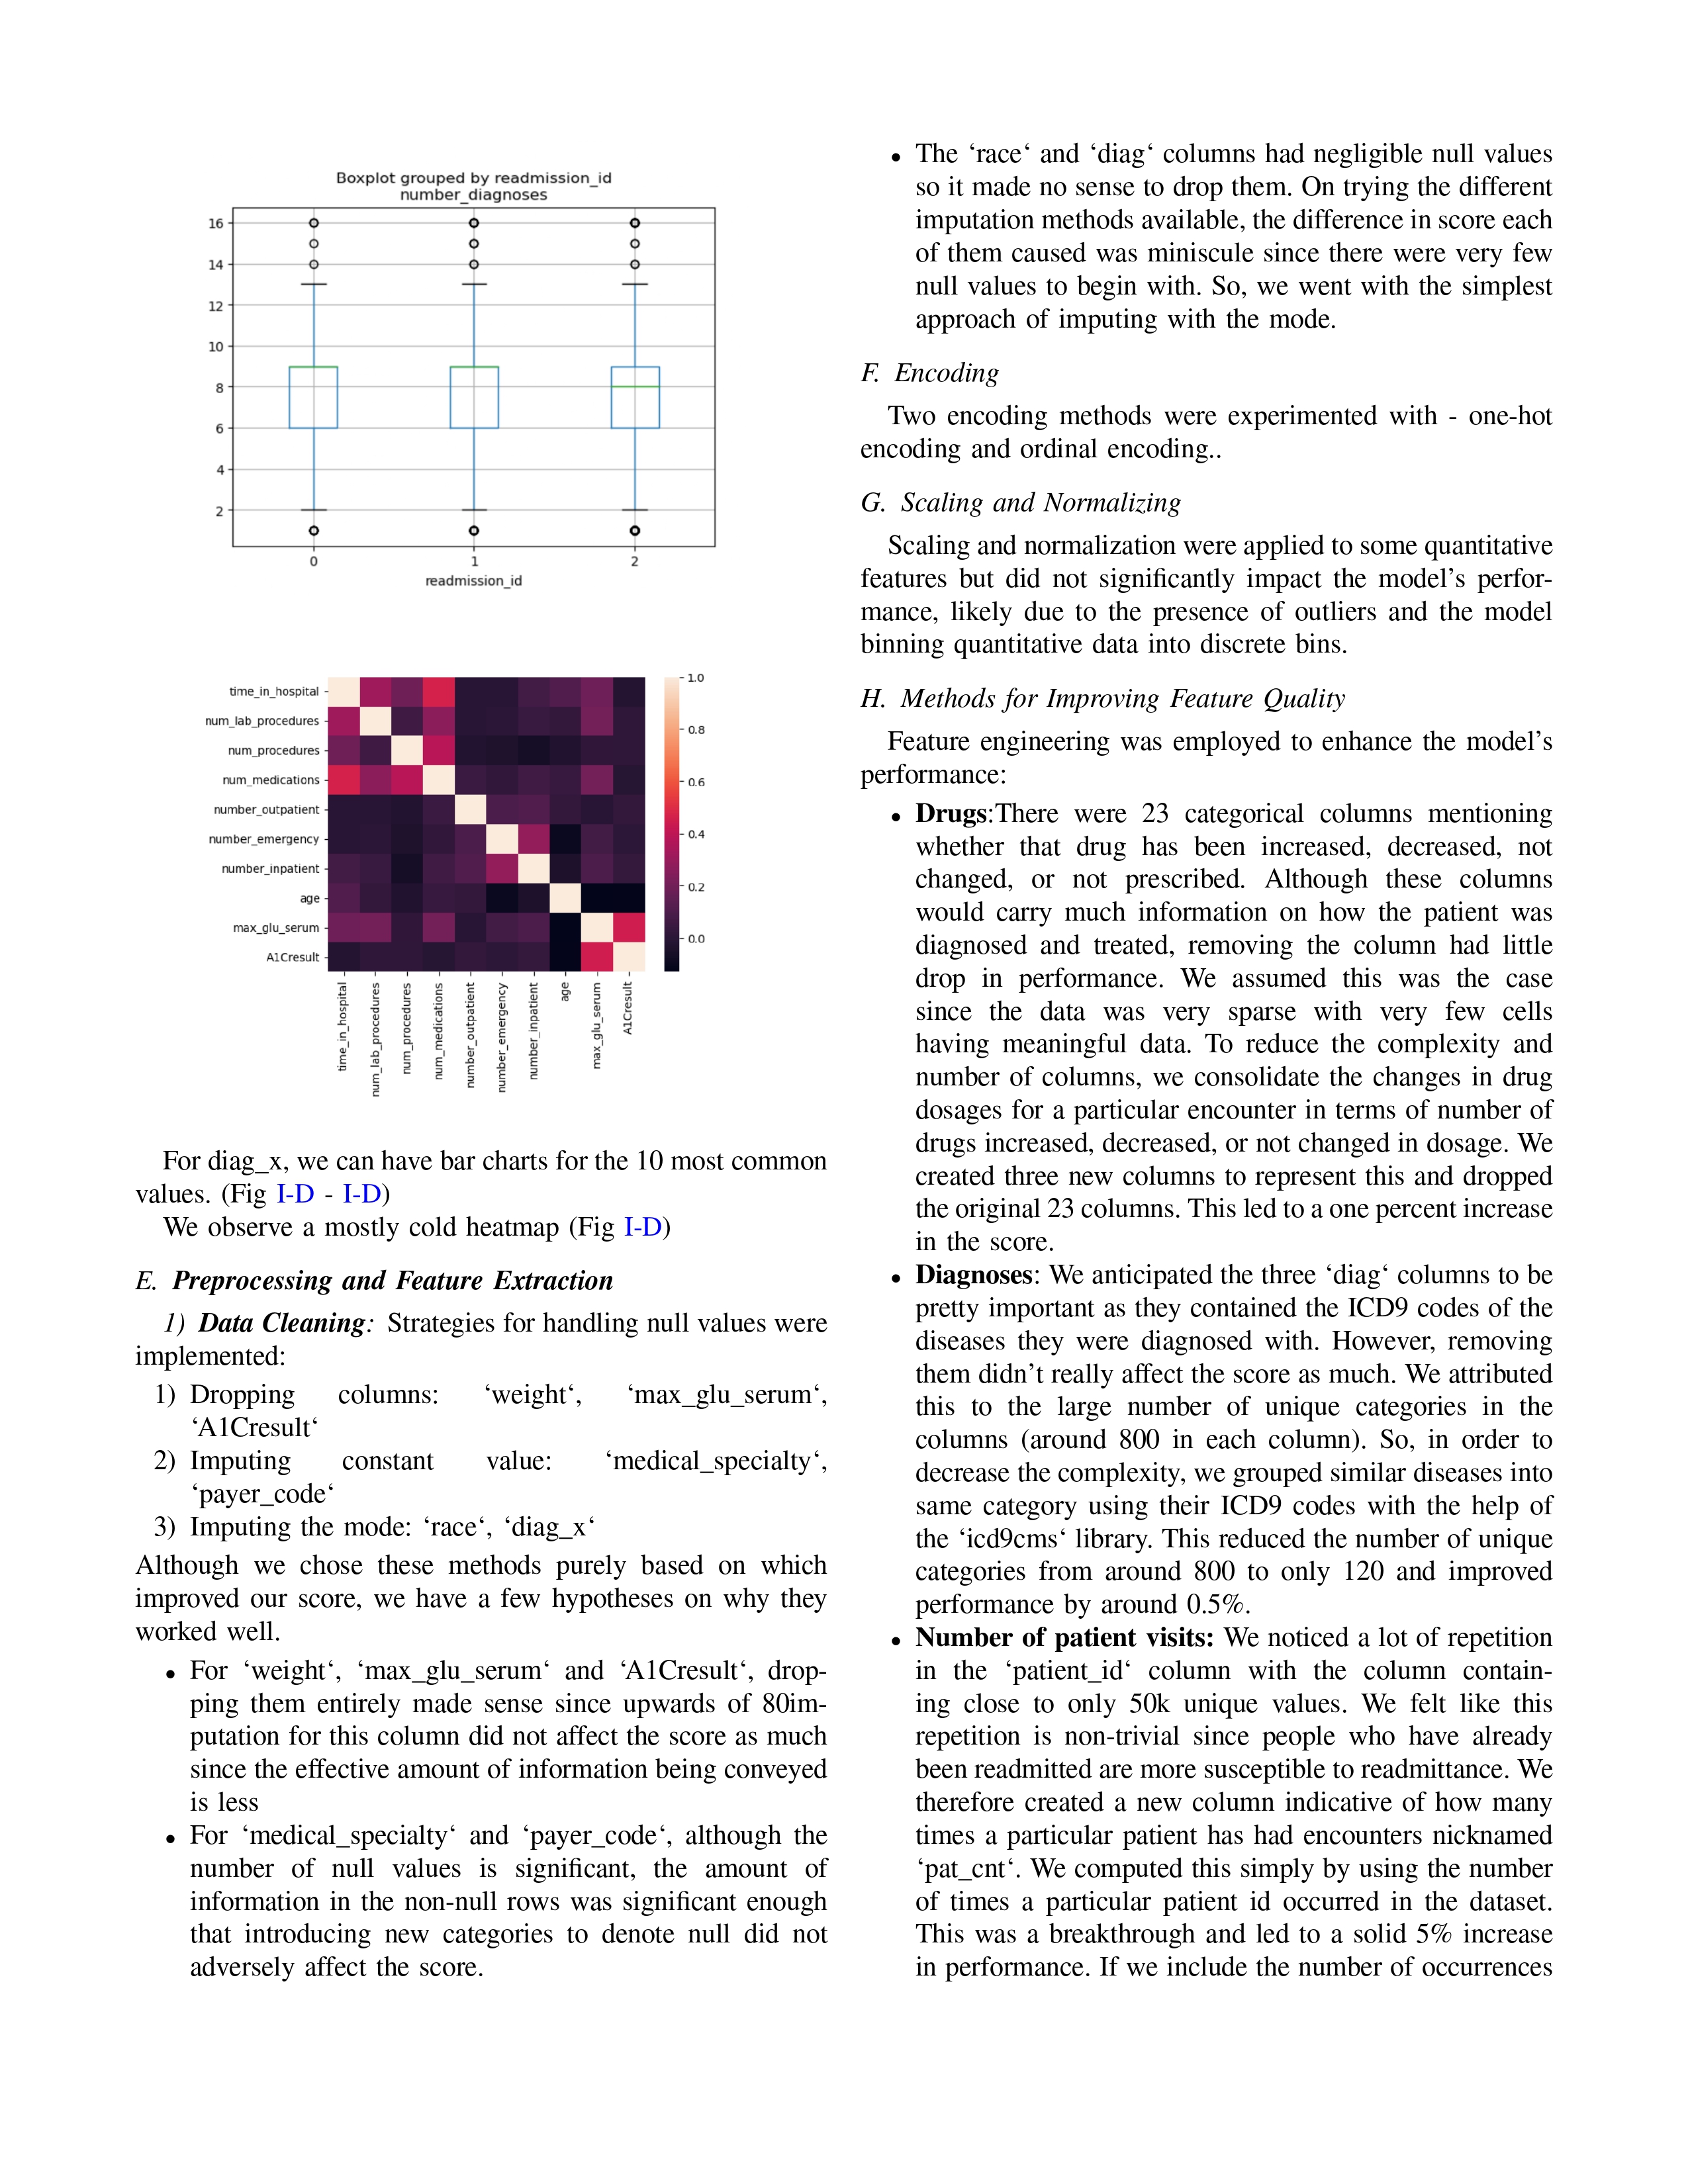 Boxplot grouped by readmission_id
number_diagnoses
16
14
12
10
8
6
4
2
0
1
2
readmission_id
time_in_hospital
num_lab_procedures
num_procedures
num_medications
number_outpatient
number_emergency
number_inpatient
age
max_glu_serum
A1Cresult
1.0
0.8
0.6
0.4
0.2
0.0
time_in_hospital
num_lab_procedures
num_procedures
num_medications
number_outpatient
number_emergency
number_inpatient
age
max_glu_serum
A1Cresult
For diag_x, we can have bar charts for the 10 most common
values. (Fig I-D - I-D)
We observe a mostly cold heatmap (Fig I-D)
E. Preprocessing and Feature Extraction
1) Data Cleaning: Strategies for handling null values were
implemented:
1) Dropping columns: ‘weight‘, ‘max_glu_serum‘,
‘A1Cresult‘
2) Imputing constant value: ‘medical_specialty‘,
‘payer_code‘
3) Imputing the mode: ‘race‘, ‘diag_x‘
Although we chose these methods purely based on which
improved our score, we have a few hypotheses on why they
worked well.
• For ‘weight‘, ‘max_glu_serum‘ and ‘A1Cresult‘, drop-
ping them entirely made sense since upwards of 80im-
putation for this column did not affect the score as much
since the effective amount of information being conveyed
is less
• For ‘medical_specialty‘ and ‘payer_code‘, although the
number of null values is significant, the amount of
information in the non-null rows was significant enough
that introducing new categories to denote null did not
adversely affect the score.
• The ‘race‘ and ‘diag‘ columns had negligible null values
so it made no sense to drop them. On trying the different
imputation methods available, the difference in score each
of them caused was miniscule since there were very few
null values to begin with. So, we went with the simplest
approach of imputing with the mode.
F. Encoding
Two encoding methods were experimented with - one-hot
encoding and ordinal encoding..
G. Scaling and Normalizing
Scaling and normalization were applied to some quantitative
features but did not significantly impact the model’s perfor-
mance, likely due to the presence of outliers and the model
binning quantitative data into discrete bins.
H. Methods for Improving Feature Quality
Feature engineering was employed to enhance the model’s
performance:
• Drugs:There were 23 categorical columns mentioning
whether that drug has been increased, decreased, not
changed, or not prescribed. Although these columns
would carry much information on how the patient was
diagnosed and treated, removing the column had little
drop in performance. We assumed this was the case
since the data was very sparse with very few cells
having meaningful data. To reduce the complexity and
number of columns, we consolidate the changes in drug
dosages for a particular encounter in terms of number of
drugs increased, decreased, or not changed in dosage. We
created three new columns to represent this and dropped
the original 23 columns. This led to a one percent increase
in the score.
• Diagnoses: We anticipated the three ‘diag‘ columns to be
pretty important as they contained the ICD9 codes of the
diseases they were diagnosed with. However, removing
them didn’t really affect the score as much. We attributed
this to the large number of unique categories in the
columns (around 800 in each column). So, in order to
decrease the complexity, we grouped similar diseases into
same category using their ICD9 codes with the help of
the ‘icd9cms‘ library. This reduced the number of unique
categories from around 800 to only 120 and improved
performance by around 0.5%.
• Number of patient visits: We noticed a lot of repetition
in the ‘patient_id‘ column with the column contain-
ing close to only 50k unique values. We felt like this
repetition is non-trivial since people who have already
been readmitted are more susceptible to readmittance. We
therefore created a new column indicative of how many
times a particular patient has had encounters nicknamed
‘pat_cnt‘. We computed this simply by using the number
of times a particular patient id occurred in the dataset.
This was a breakthrough and led to a solid 5% increase
in performance. If we include the number of occurrences